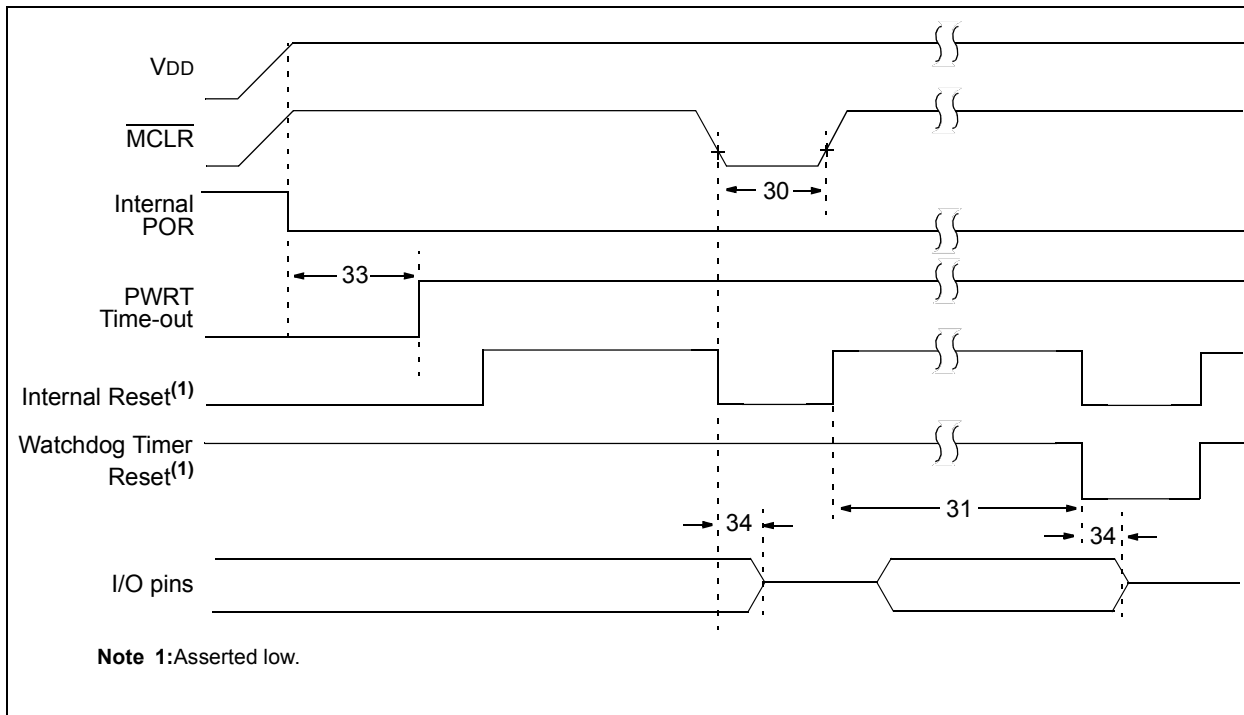 VDD
MCLR
30
Internal
POR
33
PWRT
Time-out
Internal Reset(1)
Watchdog Timer
Reset(1)
31
34
34
I/O pins
Note 1:Asserted low.